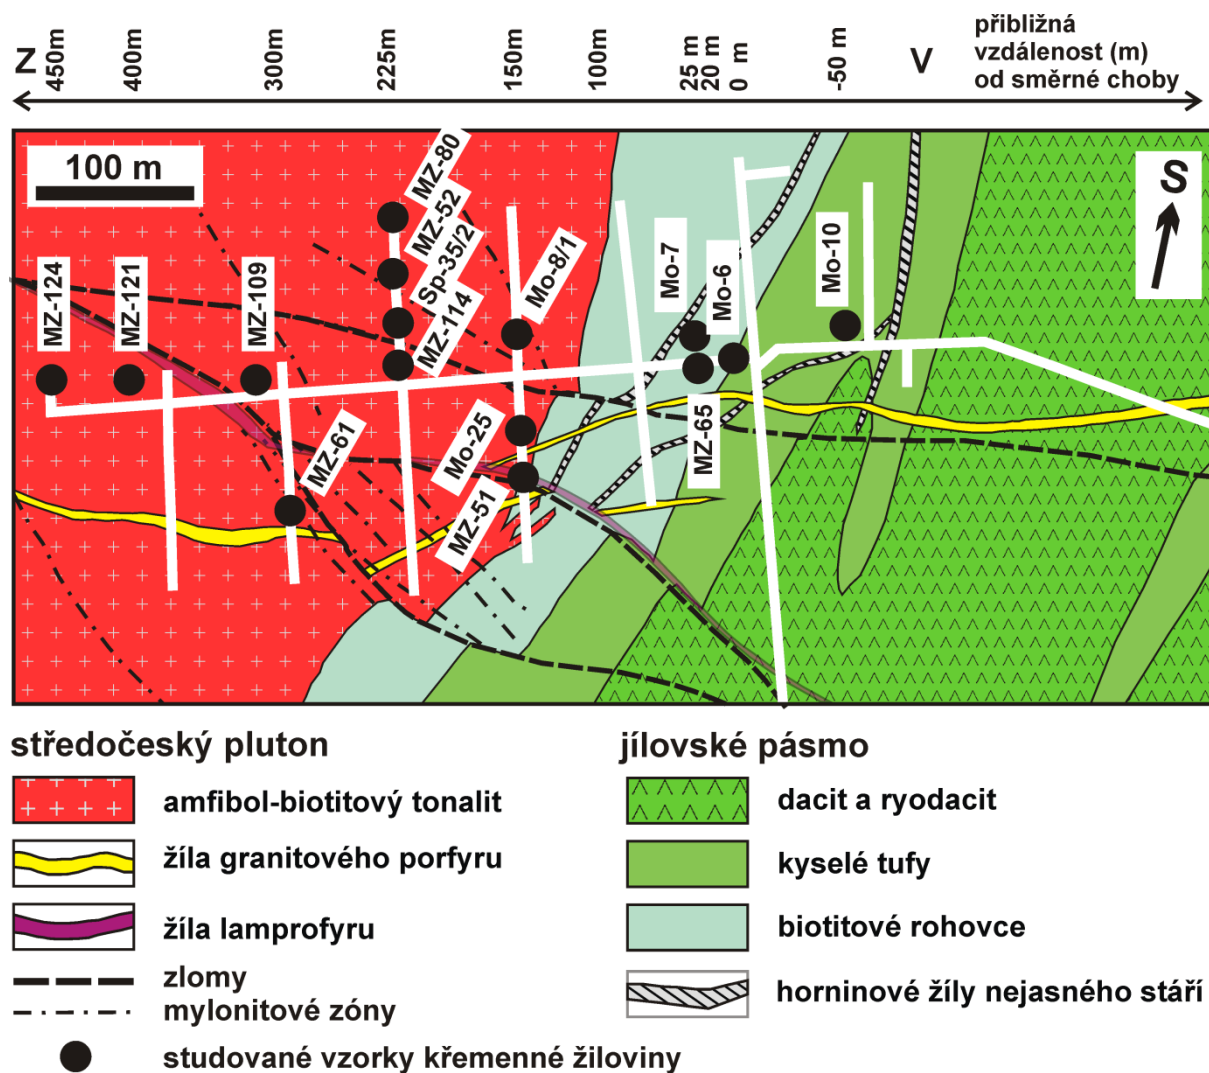 Z
450m
400m
300m
225m
150m
100m
25 m
20 m
0 m
-50 m
V
přibližná
vzdálenost (m)
od směrné choby
100 m
S
MZ-80
MZ-52
Sp-35/2
MZ-114
Mo-8/1
Mo-7
Mo-6
Mo-10
MZ-124
MZ-121
MZ-109
MZ-61
Mo-25
MZ-51
MZ-65
středočeský pluton
amfibol-biotitový tonalit
žíla granitového porfyru
žíla lamprofyru
zlomy
mylonitové zóny
studované vzorky křemenné žiloviny
jílovské pásmo
dacit a ryodacit
kyselé tufy
biotitové rohovce
horninové žíly nejasného stáří